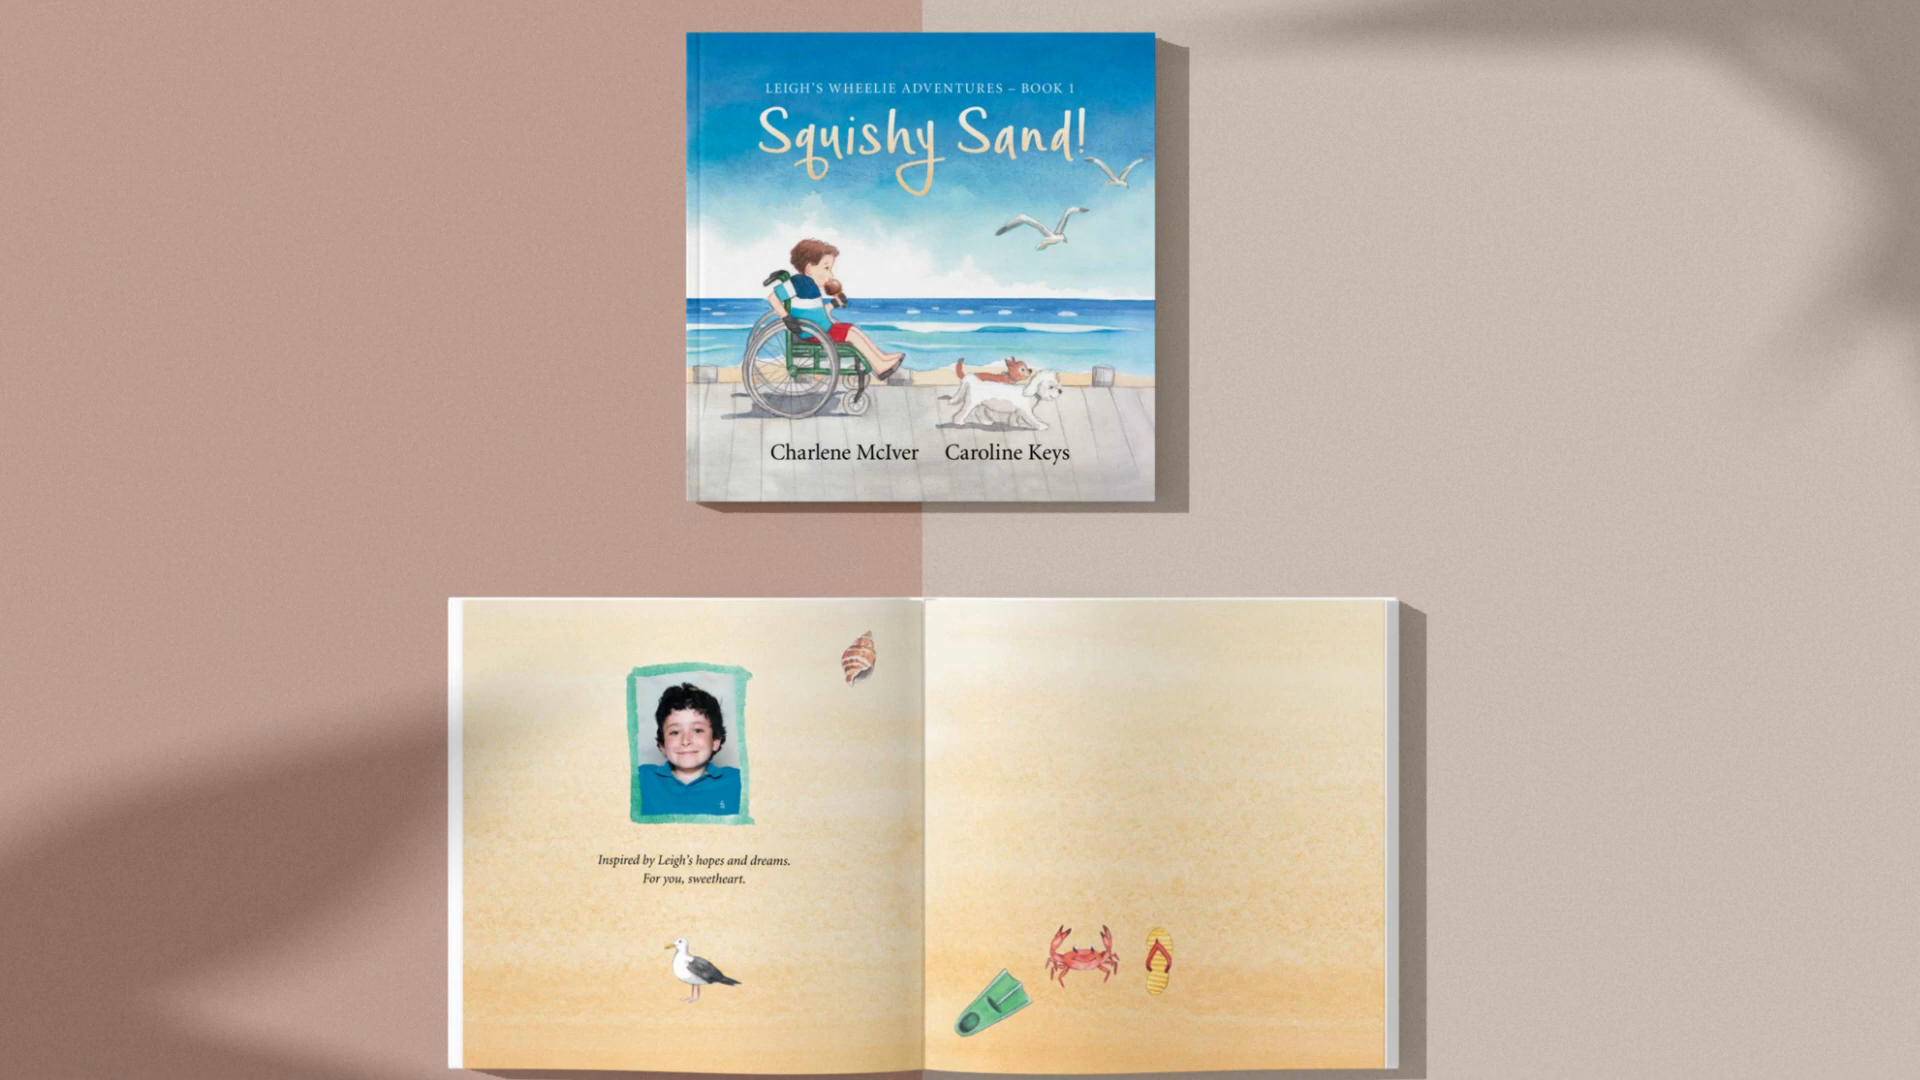 LEIGH'S WHEELIE ADVENTURES – BOOK 1
Squishy Sand!
Charlene McIver Caroline Keys
Inspired by Leigh's hopes and dreams.
For you, sweetheart.